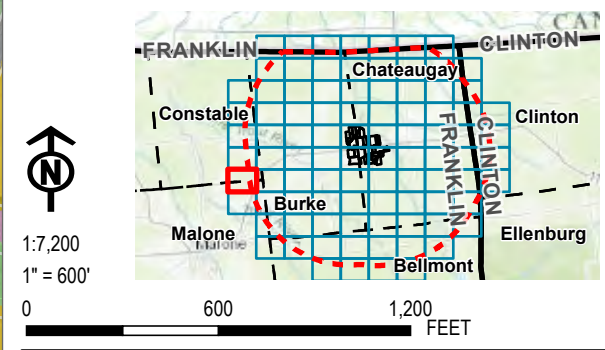 CAN
FRANKLIN
CLINTON
Chateaugay
Constable
Clinton
FRANKLIN
CLINTON
N
Burke
Malone
Malone
Ellenburg
Bellmont
1:7,200
1" = 600'
0 600 1,200
FEET